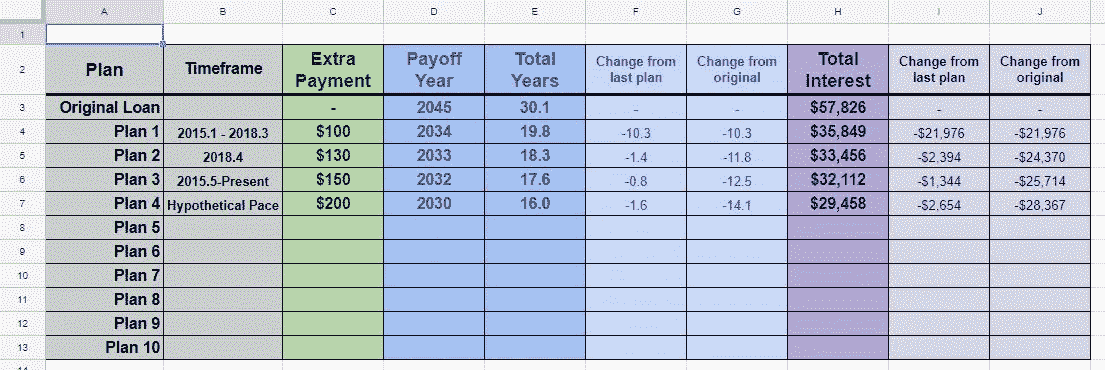 A B C D E F G H I J
1
2 Plan Timeframe Extra Payment Payoff Year Total Years Change from last plan Change from original Total Interest Change from last plan Change from original
3 Original Loan - 2045 30.1 - - $57,826 - -
4 Plan 1 2015.1 - 2018.3 $100 2034 19.8 -10.3 -10.3 $35,849 -$21,976 -$21,976
5 Plan 2 2018.4 $130 2033 18.3 -1.4 -11.8 $33,456 -$2,394 -$24,370
6 Plan 3 2015.5-Present $150 2032 17.6 -0.8 -12.5 $32,112 -$1,344 -$25,714
7 Plan 4 Hypothetical Pace $200 2030 16.0 -1.6 -14.1 $29,458 -$2,654 -$28,367
8 Plan 5
9 Plan 6
10 Plan 7
11 Plan 8
12 Plan 9
13 Plan 10